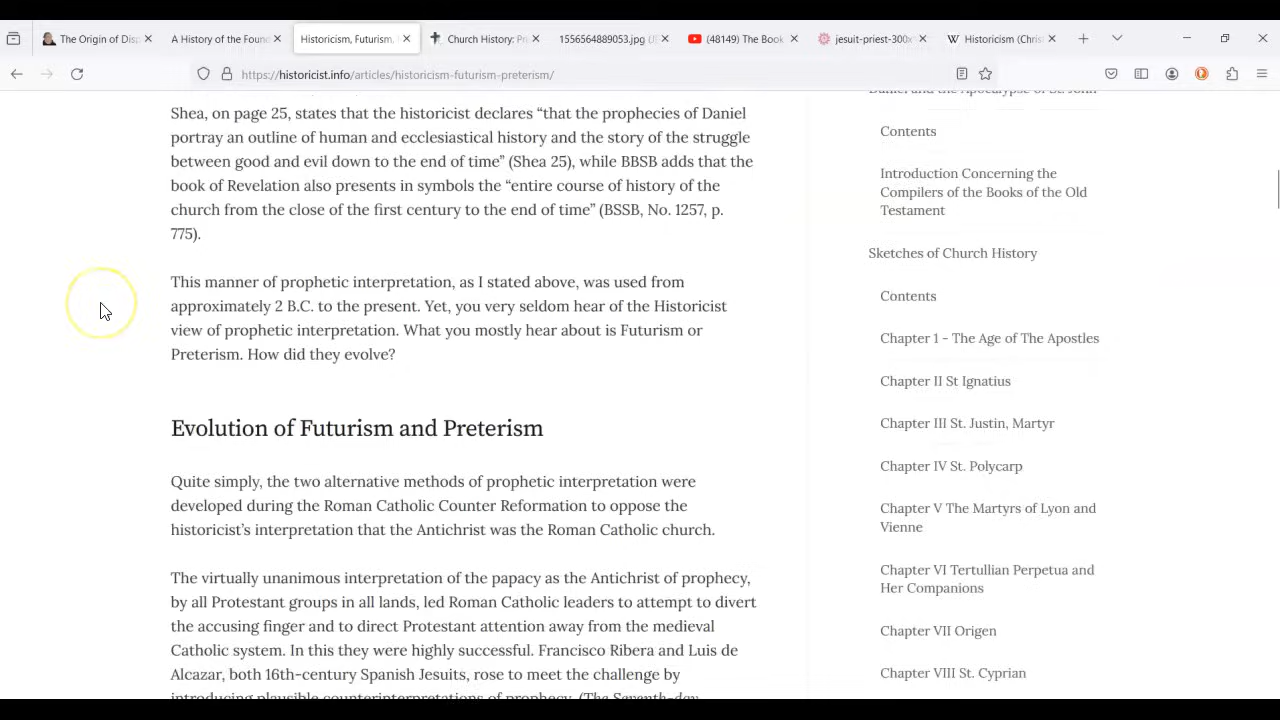 The Origin of Disp
A History of the Found
Historicism, Futurism,
Church History: Pri
1556564889053.jpg (JP
(48149) The Book
jesuit-priest-300x
Historicism (Christ
https://historicist.info/articles/historicism-futurism-preterism/
Shea, on page 25, states that the historicist declares “that the prophecies of Daniel
portray an outline of human and ecclesiastical history and the story of the struggle
between good and evil down to the end of time” (Shea 25), while BBSB adds that the
book of Revelation also presents in symbols the “entire course of history of the
church from the close of the first century to the end of time” (BSSB, No. 1257, p.
775).
This manner of prophetic interpretation, as I stated above, was used from
approximately 2 B.C. to the present. Yet, you very seldom hear of the Historicist
view of prophetic interpretation. What you mostly hear about is Futurism or
Preterism. How did they evolve?
Evolution of Futurism and Preterism
Quite simply, the two alternative methods of prophetic interpretation were
developed during the Roman Catholic Counter Reformation to oppose the
historicist’s interpretation that the Antichrist was the Roman Catholic church.
The virtually unanimous interpretation of the papacy as the Antichrist of prophecy,
by all Protestant groups in all lands, led Roman Catholic leaders to attempt to divert
the accusing finger and to direct Protestant attention away from the medieval
Catholic system. In this they were highly successful. Francisco Ribera and Luis de
Alcazar, both 16th-century Spanish Jesuits, rose to meet the challenge by
introducing plausible counterinterpretations of prophecy. (The Seventh-day
Daniel and the Apocalypse of St. John
Contents
Introduction Concerning the
Compilers of the Books of the Old
Testament
Sketches of Church History
Contents
Chapter 1 - The Age of The Apostles
Chapter II St Ignatius
Chapter III St. Justin, Martyr
Chapter IV St. Polycarp
Chapter V The Martyrs of Lyon and
Vienne
Chapter VI Tertullian Perpetua and
Her Companions
Chapter VII Origen
Chapter VIII St. Cyprian